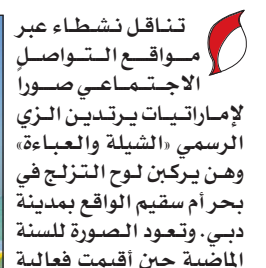 تناقل نشطاء عبر
مواقع التواصل
الاجتماعي صوراً
لإماراتيات يرتدين الزي
الرسمي «الشيلة والعباءة»
وهن يركبن لوح التزلج في
بحر أم سقيم الواقع بمدينة
دبي. وتعود الصورة للسنة
الماضية حين أقيمت فعالية